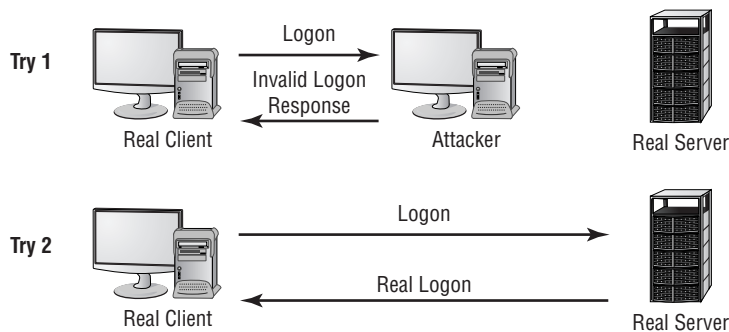 Logon
Try 1
Invalid Logon
Response
Real Client
Attacker
Real Server
Logon
Try 2
Real Logon
Real Client
Real Server